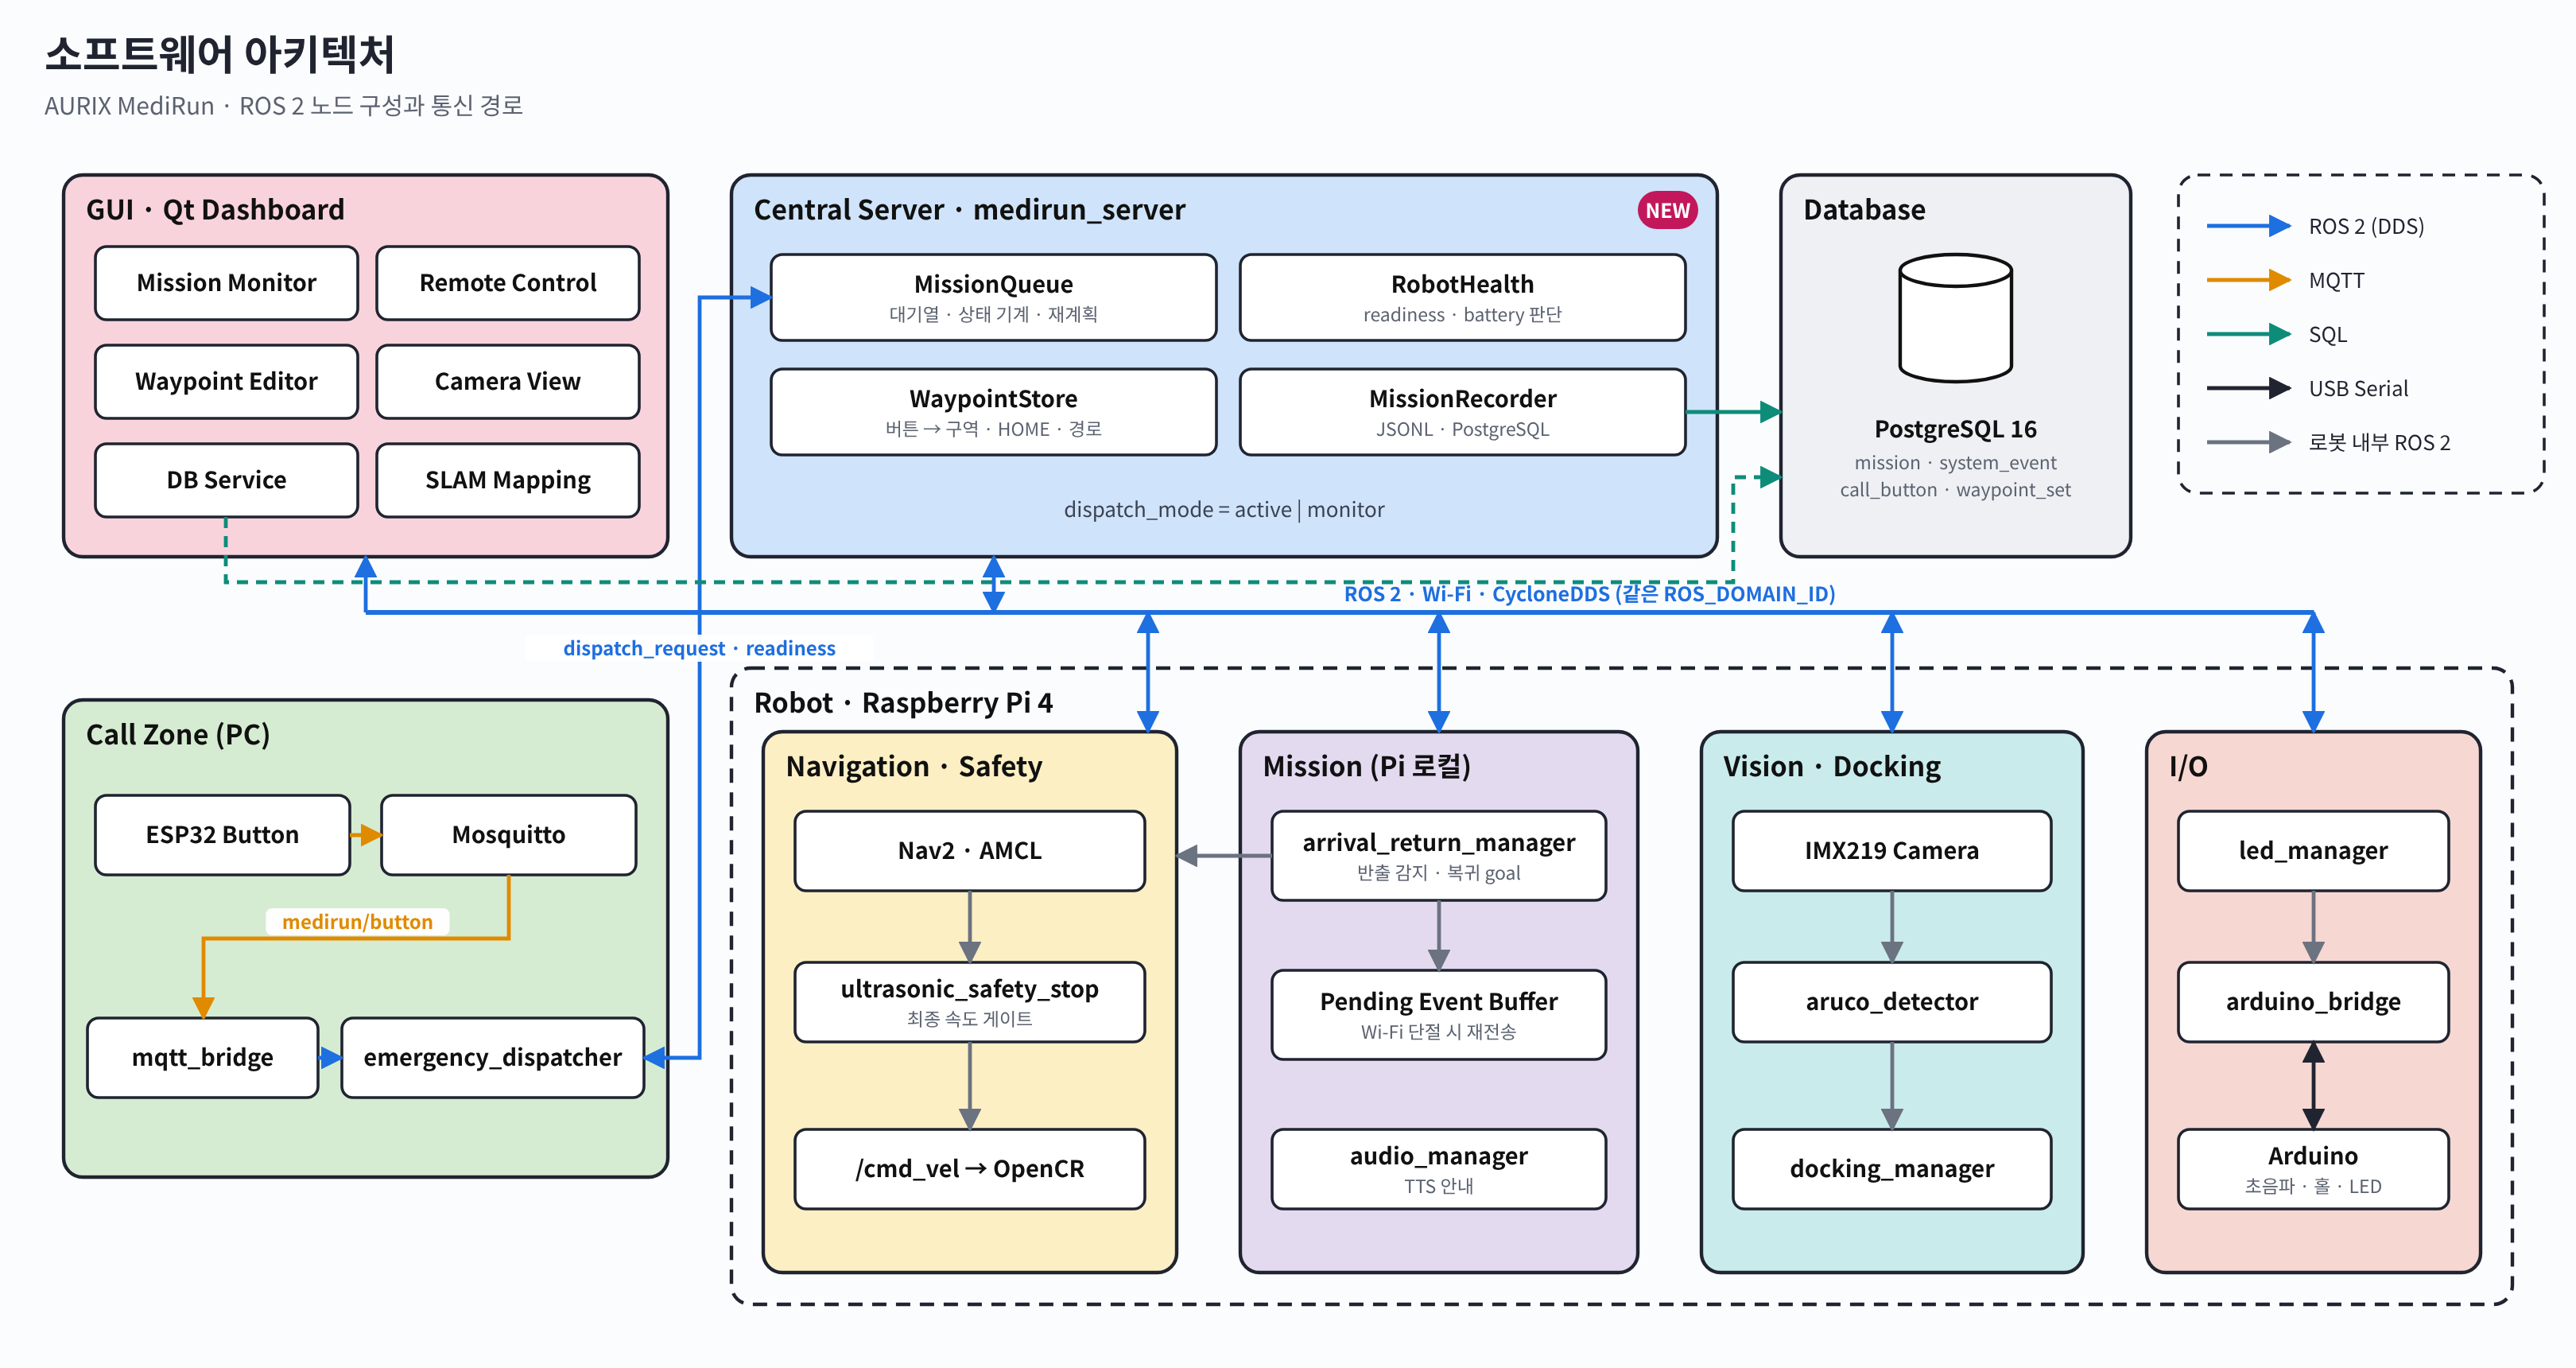 소프트웨어 아키텍처
AURIX MediRun · ROS 2 노드 구성과 통신 경로
GUI · Qt Dashboard
Mission Monitor
Remote Control
Waypoint Editor
Camera View
DB Service
SLAM Mapping
Central Server · medirun_server
NEW
MissionQueue
대기열 · 상태 기계 · 재계획
RobotHealth
readiness · battery 판단
WaypointStore
버튼 → 구역 · HOME · 경로
MissionRecorder
JSONL · PostgreSQL
dispatch_mode = active | monitor
Database
PostgreSQL 16
mission · system_event
call_button · waypoint_set
ROS 2 (DDS)
MQTT
SQL
USB Serial
로봇 내부 ROS 2
ROS 2 · Wi-Fi · CycloneDDS (같은 ROS_DOMAIN_ID)
dispatch_request · readiness
Call Zone (PC)
ESP32 Button
Mosquitto
medirun/button
mqtt_bridge
emergency_dispatcher
Robot · Raspberry Pi 4
Navigation · Safety
Nav2 · AMCL
ultrasonic_safety_stop
최종 속도 게이트
/cmd_vel → OpenCR
Mission (Pi 로컬)
arrival_return_manager
반출 감지 · 복귀 goal
Pending Event Buffer
Wi-Fi 단절 시 재전송
audio_manager
TTS 안내
Vision · Docking
IMX219 Camera
aruco_detector
docking_manager
I/O
led_manager
arduino_bridge
Arduino
초음파 · 홀 · LED